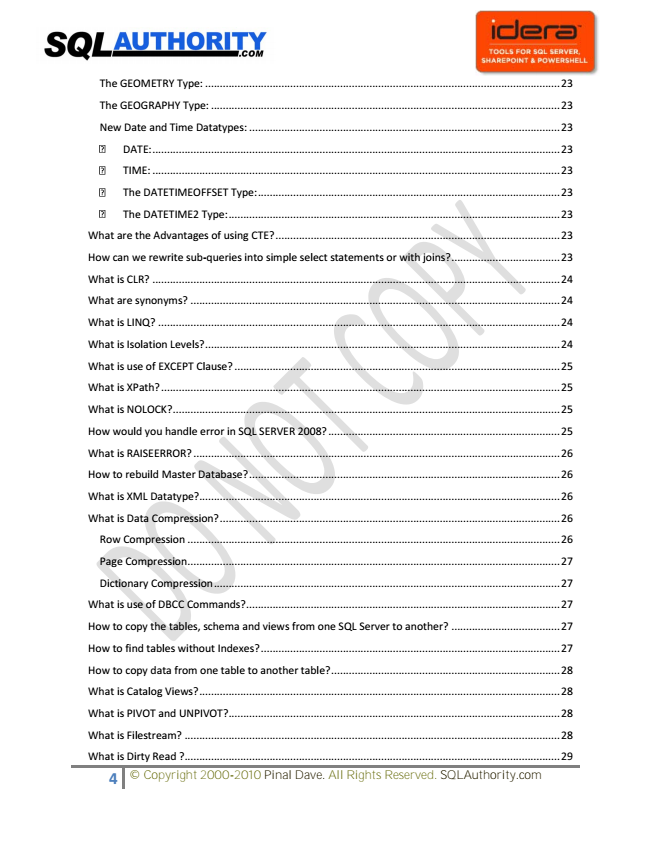 SQLAUTHORITY.COM
idera
TOOLS FOR SQL SERVER,
SHAREPOINT & POWERSHELL
The GEOMETRY Type: ........ 23
The GEOGRAPHY Type: ........ 23
New Date and Time Datatypes: ........ 23
DATE: ........ 23
TIME: ........ 23
The DATETIMEOFFSET Type: ........ 23
The DATETIME2 Type: ........ 23
What are the Advantages of using CTE? ........ 23
How can we rewrite sub-queries into simple select statements or with joins? ........ 23
What is CLR? ........ 24
What are synonyms? ........ 24
What is LINQ? ........ 24
What is Isolation Levels? ........ 24
What is use of EXCEPT Clause? ........ 25
What is XPath? ........ 25
What is NOLOCK? ........ 25
How would you handle error in SQL SERVER 2008? ........ 25
What is RAISEERROR? ........ 26
How to rebuild Master Database? ........ 26
What is XML Datatype? ........ 26
What is Data Compression? ........ 26
Row Compression ........ 26
Page Compression ........ 27
Dictionary Compression ........ 27
What is use of DBCC Commands? ........ 27
How to copy the tables, schema and views from one SQL Server to another? ........ 27
How to find tables without Indexes? ........ 27
How to copy data from one table to another table? ........ 28
What is Catalog Views? ........ 28
What is PIVOT and UNPIVOT? ........ 28
What is Filestream? ........ 28
What is Dirty Read ? ........ 29
DO NOT COPY
4 © Copyright 2000-2010 Pinal Dave. All Rights Reserved. SQLAuthority.com